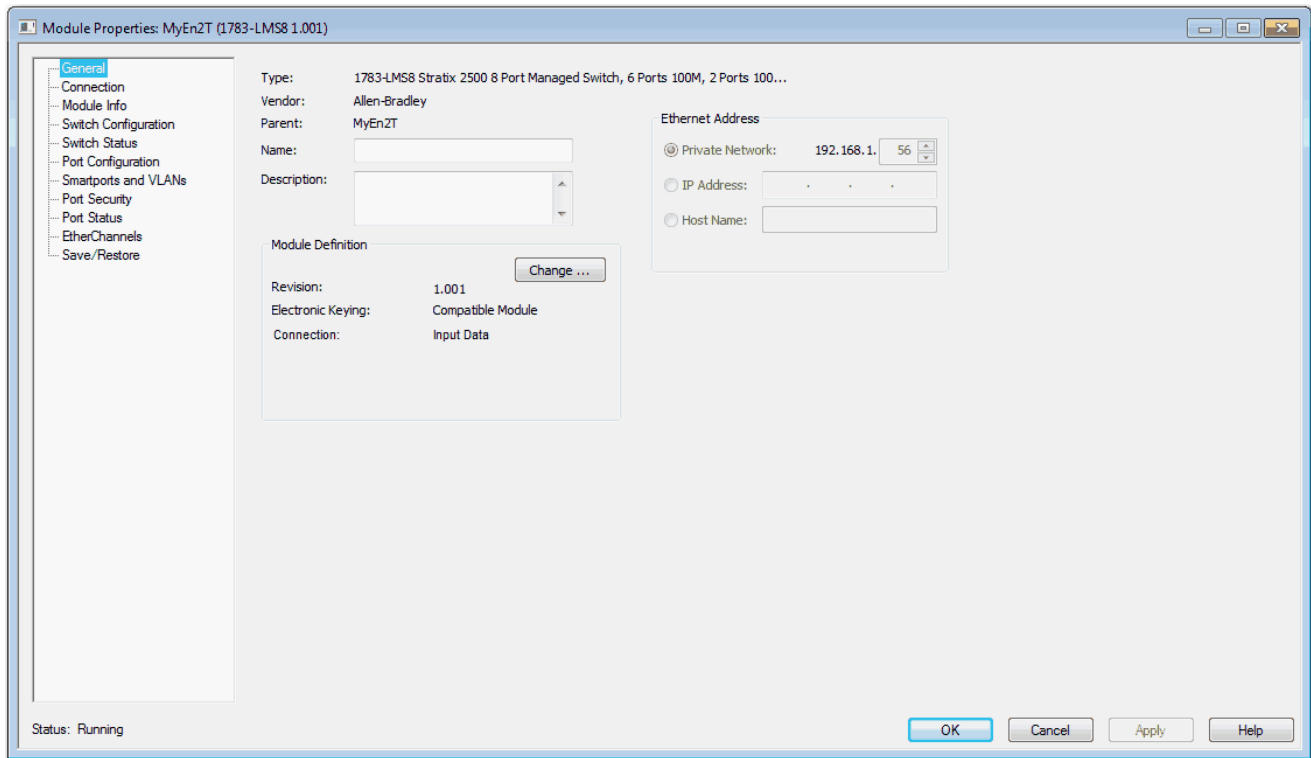 Module Properties: MyEn2T (1783-LMS8 1.001)
General
Connection
Module Info
Switch Configuration
Switch Status
Port Configuration
Smartports and VLANs
Port Security
Port Status
EtherChannels
Save/Restore
Type: 1783-LMS8 Stratix 2500 8 Port Managed Switch, 6 Ports 100M, 2 Ports 100...
Vendor: Allen-Bradley
Parent: MyEn2T
Name:
Description:
Module Definition
Change ...
Revision: 1.001
Electronic Keying: Compatible Module
Connection: Input Data
Ethernet Address
Private Network: 192.168.1. 56
IP Address: . . .
Host Name:
Status: Running
OK Cancel Apply Help